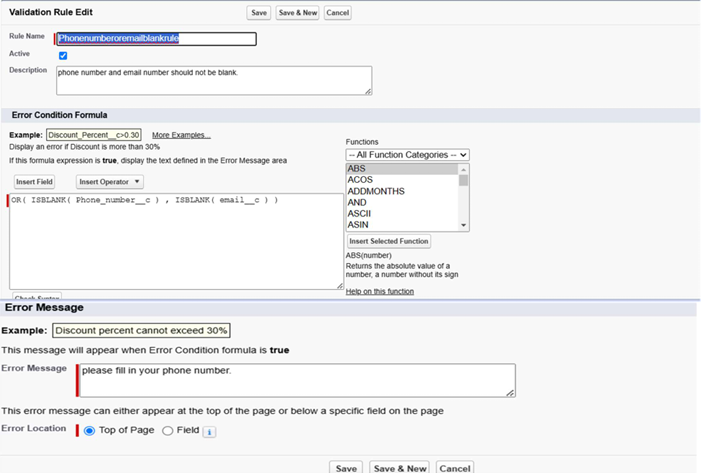 Validation Rule Edit
Save Save & New Cancel
Rule Name Phonenumberoremailblankrule
Active
Description phone number and email number should not be blank.
Error Condition Formula
Example: Discount_Percent__c>0.30 More Examples...
Display an error if Discount is more than 30%
If this formula expression is true, display the text defined in the Error Message area
Insert Field Insert Operator
OR( ISBLANK( Phone_number__c ) , ISBLANK( email__c ) )
Functions
-- All Function Categories --
ABS
ACOS
ADDMONTHS
AND
ASCII
ASIN
Insert Selected Function
ABS(number)
Returns the absolute value of a
number, a number without its sign
Help on this function
Check Syntax
Error Message
Example: Discount percent cannot exceed 30%
This message will appear when Error Condition formula is true
Error Message please fill in your phone number.
This error message can either appear at the top of the page or below a specific field on the page
Error Location Top of Page Field i
Save Save & New Cancel